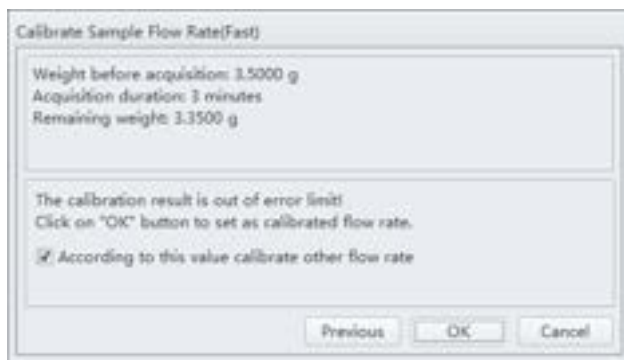 Calibrate Sample Flow Rate(Fast)
Weight before acquisition: 3.5000 g
Acquisition duration: 3 minutes
Remaining weight: 3.3500 g
The calibration result is out of error limit!
Click on "OK" button to set as calibrated flow rate.
According to this value calibrate other flow rate
Previous OK Cancel